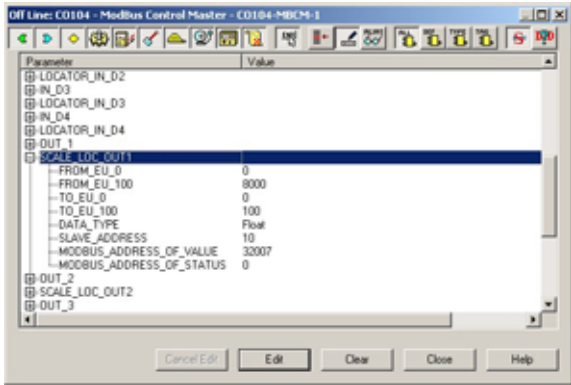 Off Line: CO104 - ModBus Control Master - CO104-MBCM-1
Parameter Value
LOCATOR_IN_D2
IN_D3
LOCATOR_IN_D3
IN_D4
LOCATOR_IN_D4
OUT_1
SCALE_LOC_OUT1
FROM_EU_0 0
FROM_EU_100 8000
TO_EU_0 0
TO_EU_100 100
DATA_TYPE Float
SLAVE_ADDRESS 10
MODBUS_ADDRESS_OF_VALUE 32007
MODBUS_ADDRESS_OF_STATUS 0
OUT_2
SCALE_LOC_OUT2
OUT_3
Cancel Edit Edit Clear Close Help